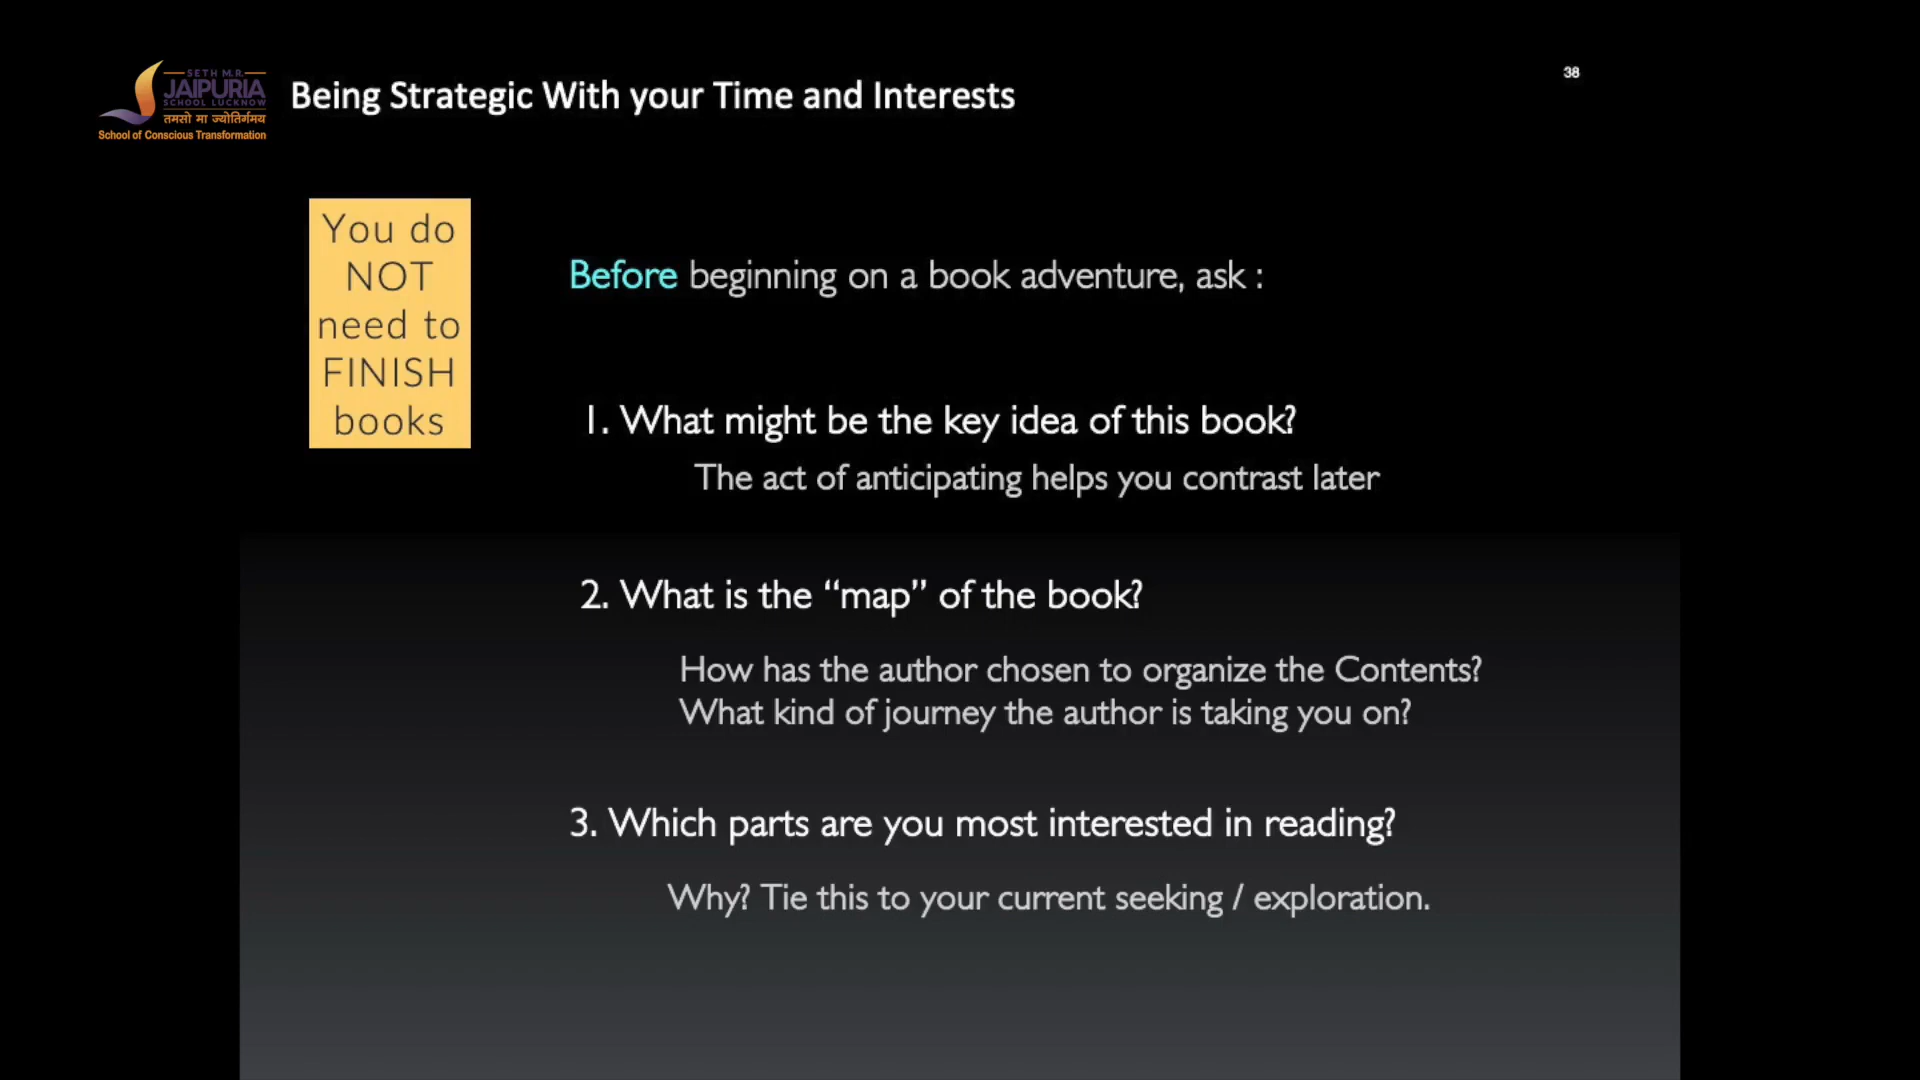 SETH M.R.
JAIPURIA
SCHOOL LUCKNOW
तमसो मा ज्योतिर्गमय
School of Conscious Transformation
Being Strategic With your Time and Interests
38
You do
NOT
need to
FINISH
books
Before beginning on a book adventure, ask :
1. What might be the key idea of this book?
The act of anticipating helps you contrast later
2. What is the “map” of the book?
How has the author chosen to organize the Contents?
What kind of journey the author is taking you on?
3. Which parts are you most interested in reading?
Why? Tie this to your current seeking / exploration.